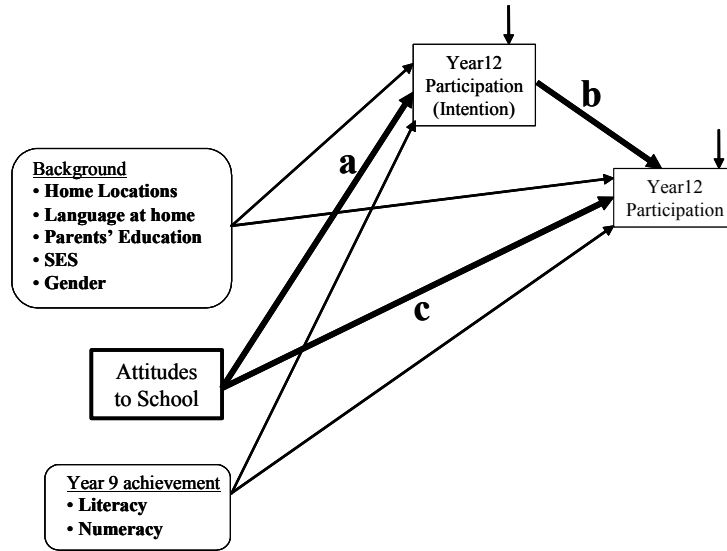 Year12
Participation
(Intention)
b
a
Background
• Home Locations
• Language at home
• Parents' Education
• SES
• Gender
Year12
Participation
c
Attitudes
to School
Year 9 achievement
• Literacy
• Numeracy